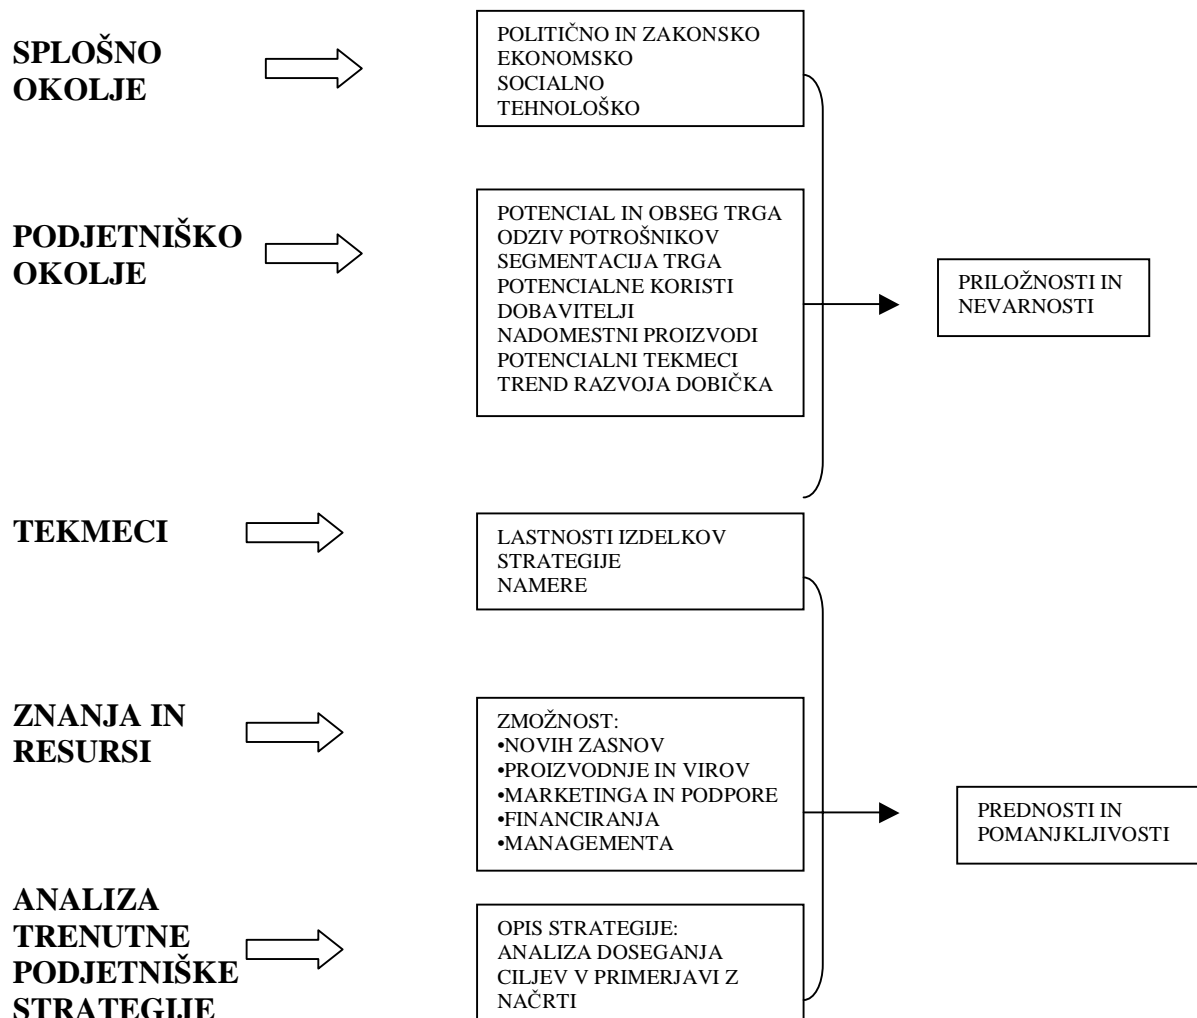 SPLOŠNO
OKOLJE
POLITIČNO IN ZAKONSKO
EKONOMSKO
SOCIALNO
TEHNOLOŠKO
PODJETNIŠKO
OKOLJE
POTENCIAL IN OBSEG TRGA
ODZIV POTROŠNIKOV
SEGMENTACIJA TRGA
POTENCIALNE KORISTI
DOBAVITELJI
NADOMESTNI PROIZVODI
POTENCIALNI TEKMECI
TREND RAZVOJA DOBIČKA
PRILOŽNOSTI IN
NEVARNOSTI
TEKMECI
LASTNOSTI IZDELKOV
STRATEGIJE
NAMERE
ZNANJA IN
RESURSI
ZMOŽNOST:
•NOVIH ZASNOV
•PROIZVODNJE IN VIROV
•MARKETINGA IN PODPORE
•FINANCIRANJA
•MANAGEMENTA
PREDNOSTI IN
POMANJKLJIVOSTI
ANALIZA
TRENUTNE
PODJETNIŠKE
STRATEGIJE
OPIS STRATEGIJE:
ANALIZA DOSEGANJA
CILJEV V PRIMERJAVI Z
NAČRTI